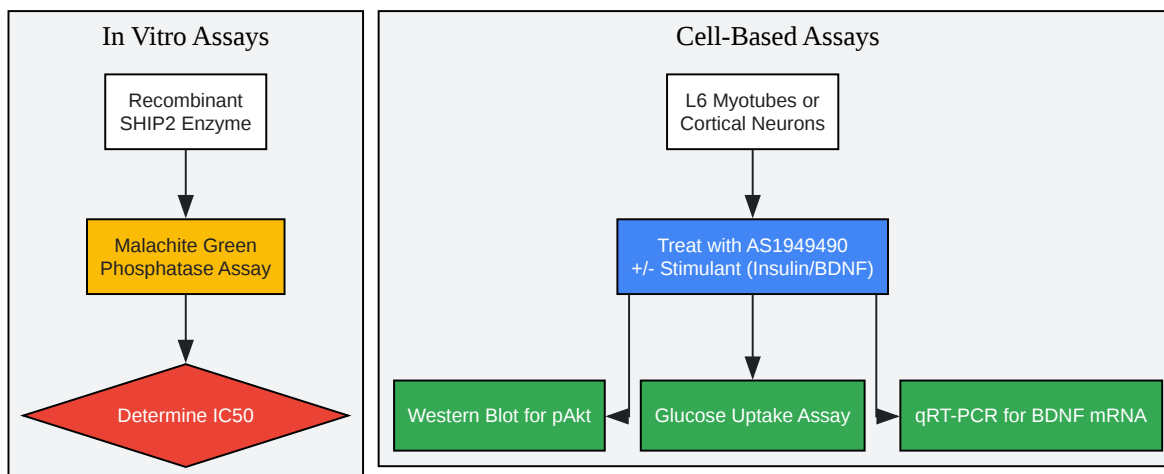 In Vitro Assays
Recombinant
SHIP2 Enzyme
Malachite Green
Phosphatase Assay
Determine IC50
Cell-Based Assays
L6 Myotubes or
Cortical Neurons
Treat with AS1949490
+/- Stimulant (Insulin/BDNF)
Western Blot for pAkt
Glucose Uptake Assay
qRT-PCR for BDNF mRNA